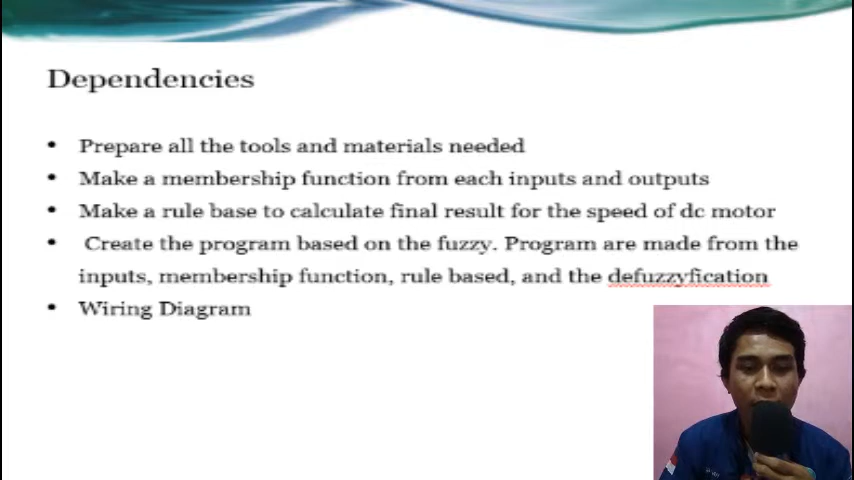 Dependencies
• Prepare all the tools and materials needed
• Make a membership function from each inputs and outputs
• Make a rule base to calculate final result for the speed of dc motor
• Create the program based on the fuzzy. Program are made from the
inputs, membership function, rule based, and the defuzzyfication
• Wiring Diagram